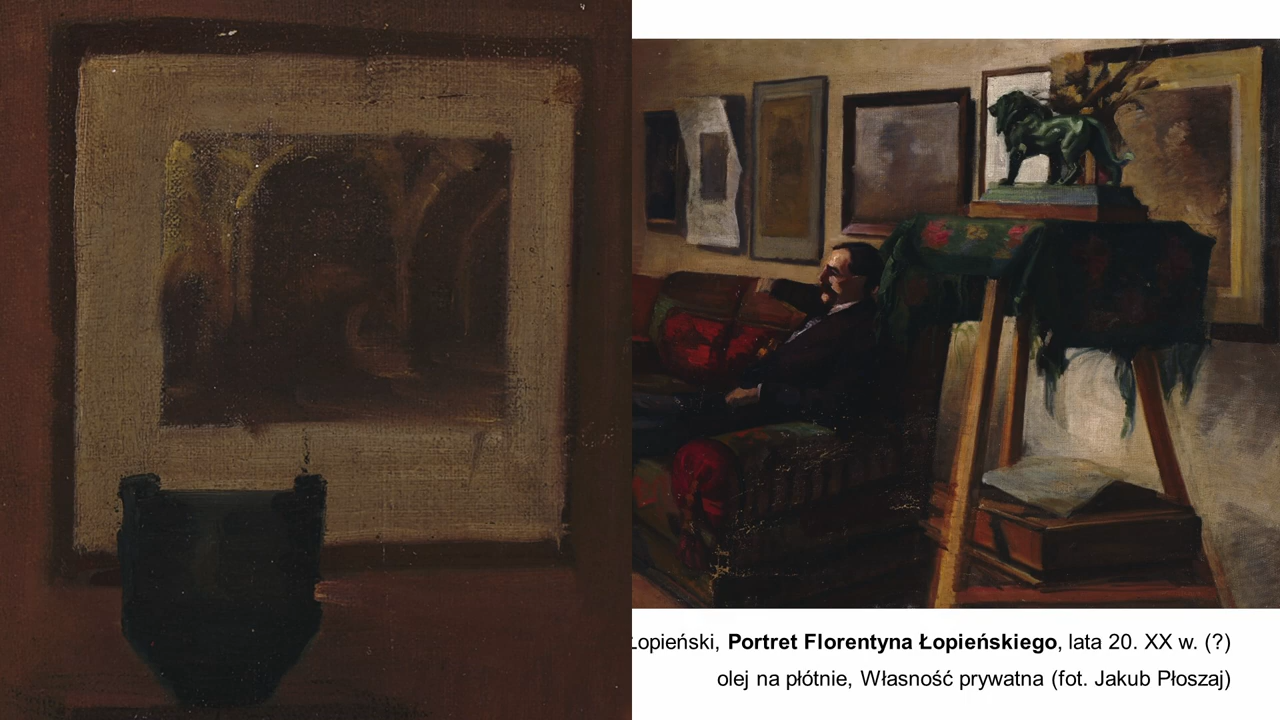 Łopieński, Portret Florentyna Łopieńskiego, lata 20. XX w. (?)
olej na płótnie, Własność prywatna (fot. Jakub Płoszaj)